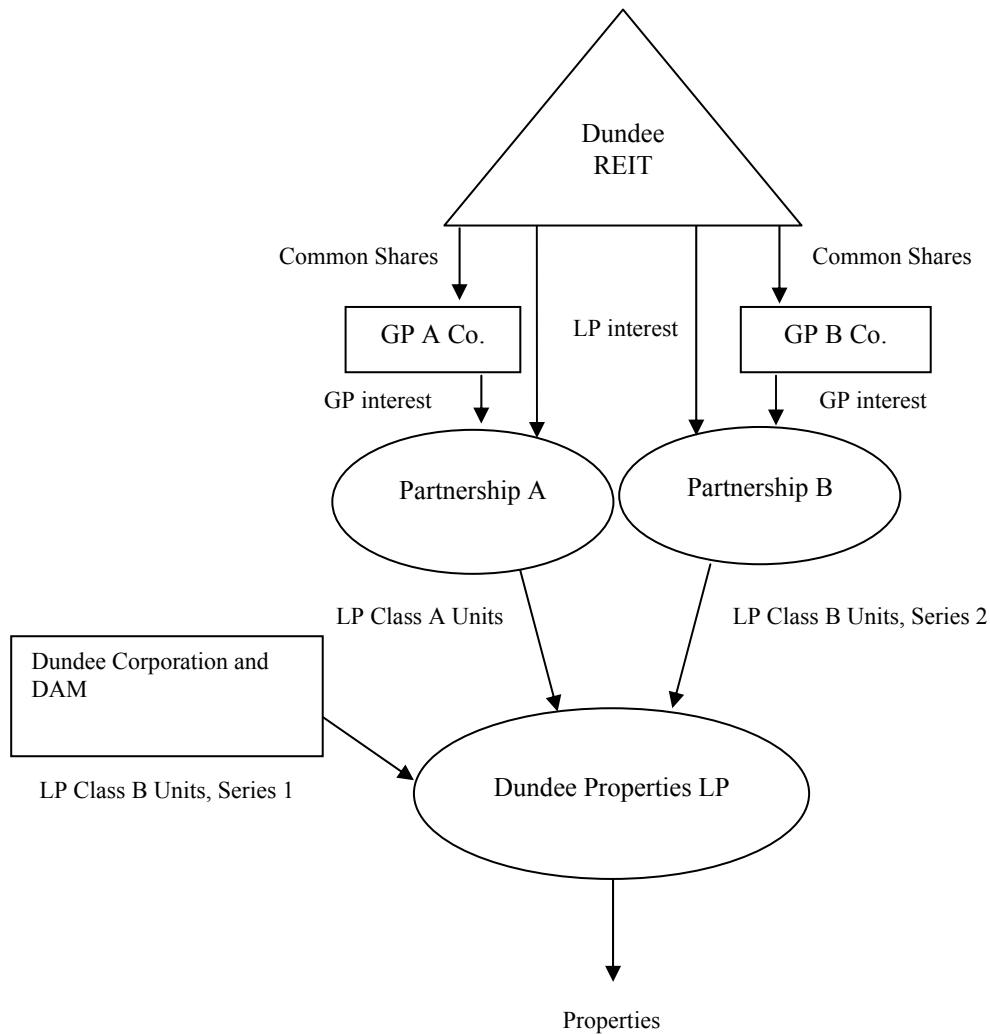 Dundee
REIT
Common Shares
Common Shares
GP A Co.
LP interest
GP B Co.
GP interest
GP interest
Partnership A
Partnership B
LP Class A Units
LP Class B Units, Series 2
Dundee Corporation and
DAM
LP Class B Units, Series 1
Dundee Properties LP
Properties